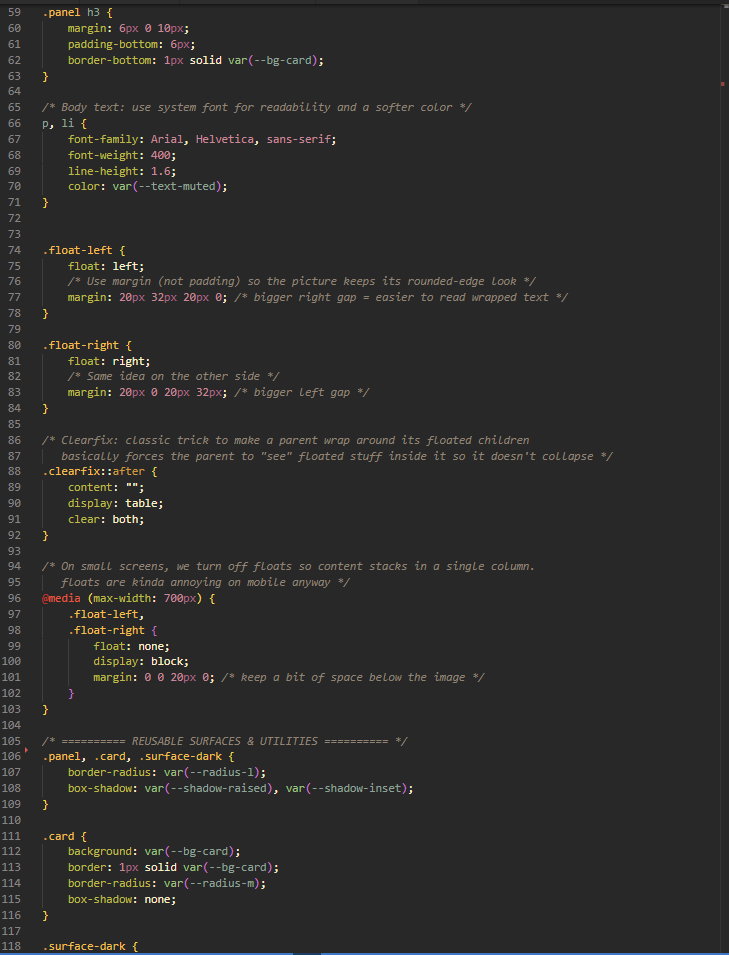 59 .panel h3 {
60     margin: 6px 0 10px;
61     padding-bottom: 6px;
62     border-bottom: 1px solid var(--bg-card);
63 }
64
65 /* Body text: use system font for readability and a softer color */
66 p, li {
67     font-family: Arial, Helvetica, sans-serif;
68     font-weight: 400;
69     line-height: 1.6;
70     color: var(--text-muted);
71 }
72
73
74 .float-left {
75     float: left;
76     /* Use margin (not padding) so the picture keeps its rounded-edge look */
77     margin: 20px 32px 20px 0; /* bigger right gap = easier to read wrapped text */
78 }
79
80 .float-right {
81     float: right;
82     /* Same idea on the other side */
83     margin: 20px 0 20px 32px; /* bigger left gap */
84 }
85
86 /* Clearfix: classic trick to make a parent wrap around its floated children
87    basically forces the parent to "see" floated stuff inside it so it doesn't collapse */
88 .clearfix::after {
89     content: "";
90     display: table;
91     clear: both;
92 }
93
94 /* On small screens, we turn off floats so content stacks in a single column.
95    floats are kinda annoying on mobile anyway */
96 @media (max-width: 700px) {
97     .float-left,
98     .float-right {
99         float: none;
100         display: block;
101         margin: 0 0 20px 0; /* keep a bit of space below the image */
102     }
103 }
104
105 /* ========== REUSABLE SURFACES & UTILITIES ========== */
106 .panel, .card, .surface-dark {
107     border-radius: var(--radius-l);
108     box-shadow: var(--shadow-raised), var(--shadow-inset);
109 }
110
111 .card {
112     background: var(--bg-card);
113     border: 1px solid var(--bg-card);
114     border-radius: var(--radius-m);
115     box-shadow: none;
116 }
117
118 .surface-dark {